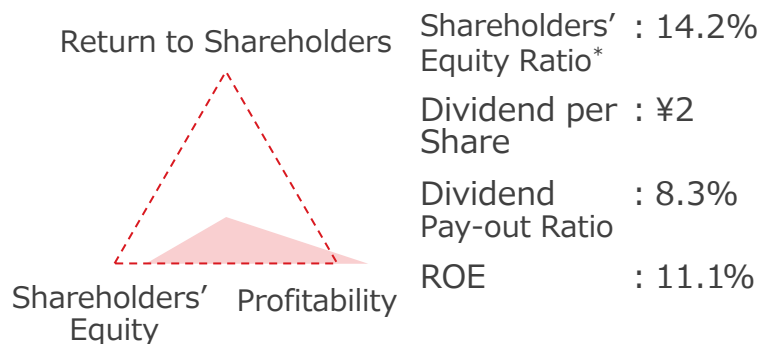 Return to Shareholders
Shareholders’
Equity
Profitability
Shareholders’ : 14.2%
Equity Ratio*
Dividend per : ¥2
Share
Dividend : 8.3%
Pay-out Ratio
ROE : 11.1%